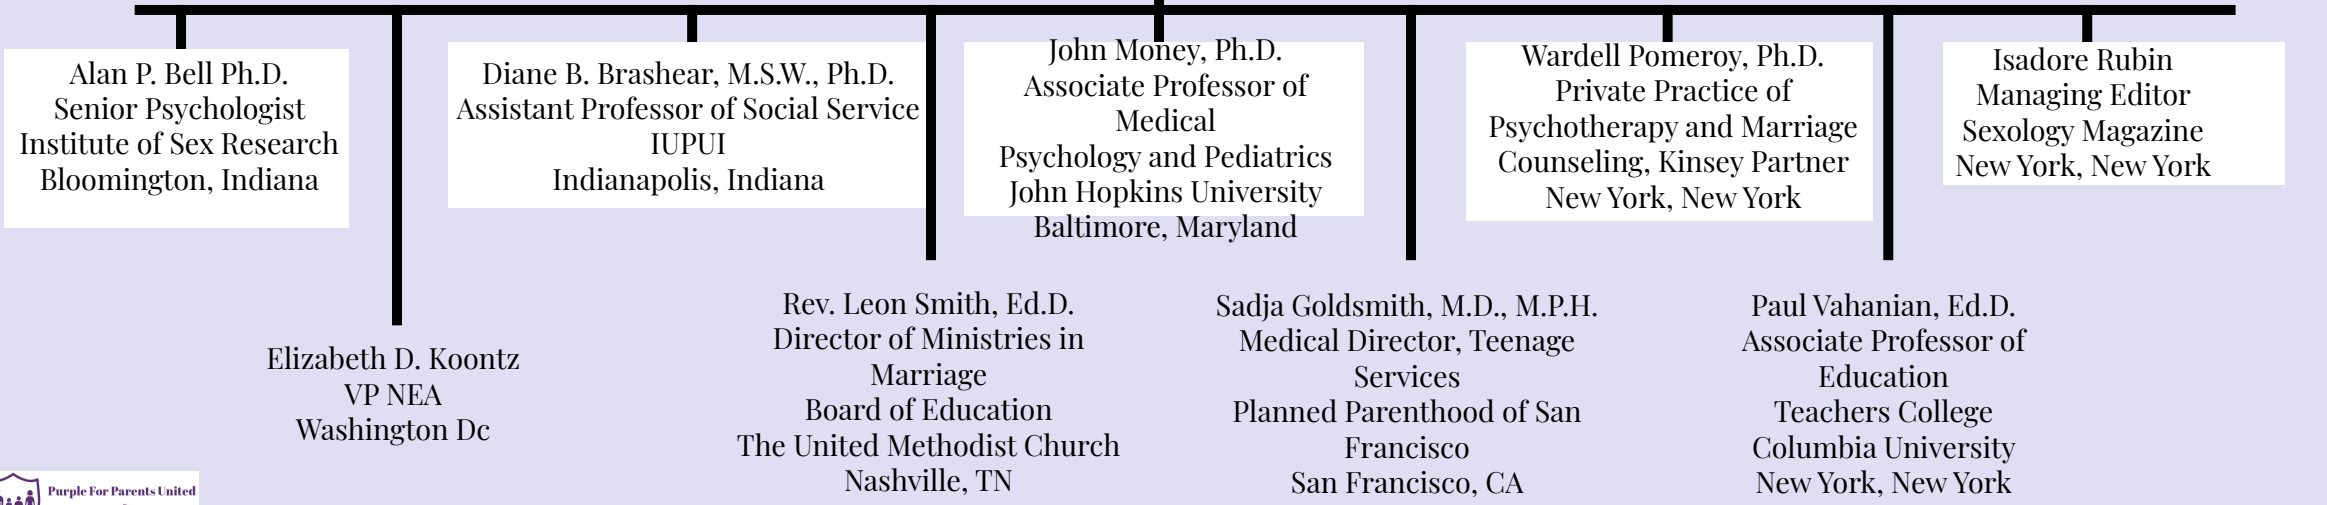 Alan P. Bell Ph.D.
Senior Psychologist
Institute of Sex Research
Bloomington, Indiana
Diane B. Brashear, M.S.W., Ph.D.
Assistant Professor of Social Service
IUPUI
Indianapolis, Indiana
John Money, Ph.D.
Associate Professor of
Medical
Psychology and Pediatrics
John Hopkins University
Baltimore, Maryland
Wardell Pomeroy, Ph.D.
Private Practice of
Psychotherapy and Marriage
Counseling, Kinsey Partner
New York, New York
Isadore Rubin
Managing Editor
Sexology Magazine
New York, New York
Elizabeth D. Koontz
VP NEA
Washington Dc
Rev. Leon Smith, Ed.D.
Director of Ministries in
Marriage
Board of Education
The United Methodist Church
Nashville, TN
Sadja Goldsmith, M.D., M.P.H.
Medical Director, Teenage
Services
Planned Parenthood of San
Francisco
San Francisco, CA
Paul Vahanian, Ed.D.
Associate Professor of
Education
Teachers College
Columbia University
New York, New York
Purple For Parents United